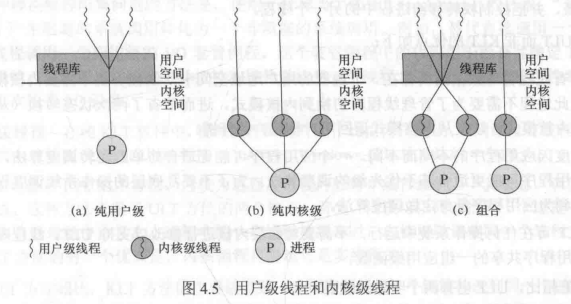 线程库
用户
空间
内核
空间
P
(a) 纯用户级
用户
空间
内核
空间
P
(b) 纯内核级
线程库
用户
空间
内核
空间
P
P
(c) 组合
用户级线程
内核级线程
P
进程
图 4.5 用户级线程和内核级线程